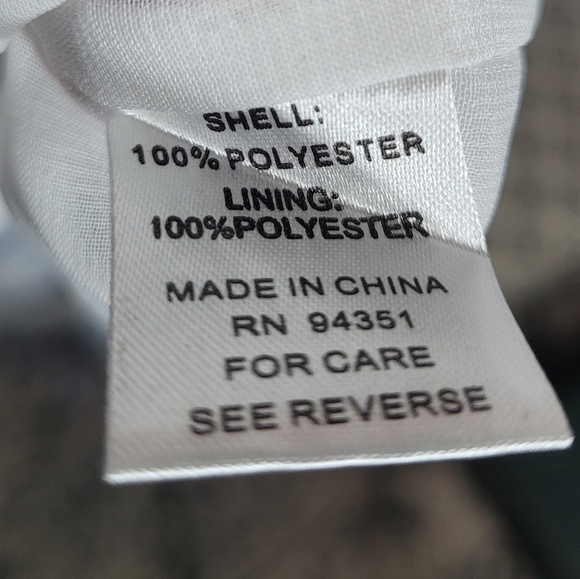 SHELL:
100% POLYESTER
LINING:
100%POLYESTER
MADE IN CHINA
RN 94351
FOR CARE
SEE REVERSE